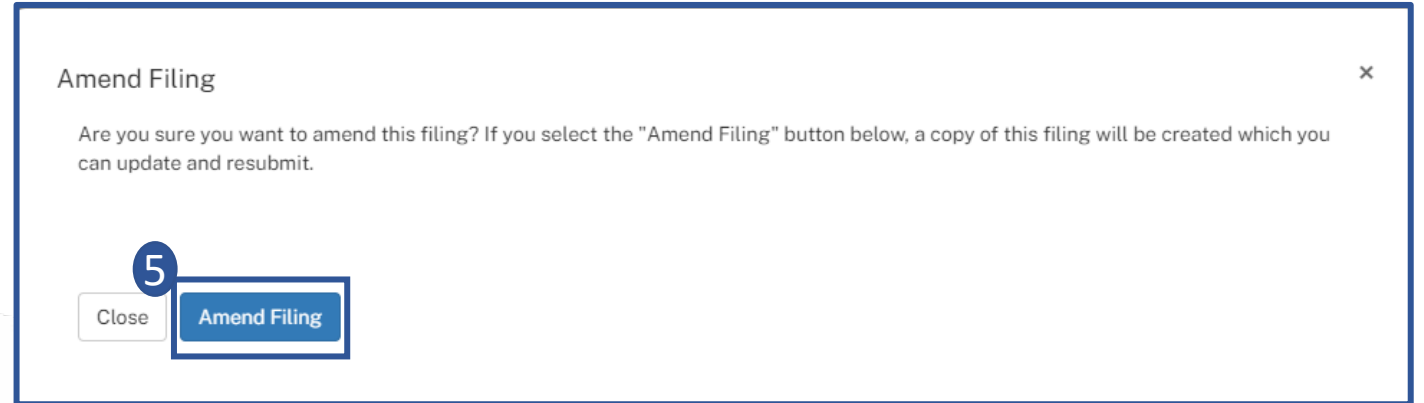 Amend Filing ×
Are you sure you want to amend this filing? If you select the "Amend Filing" button below, a copy of this filing will be created which you
can update and resubmit.
5
Close Amend Filing